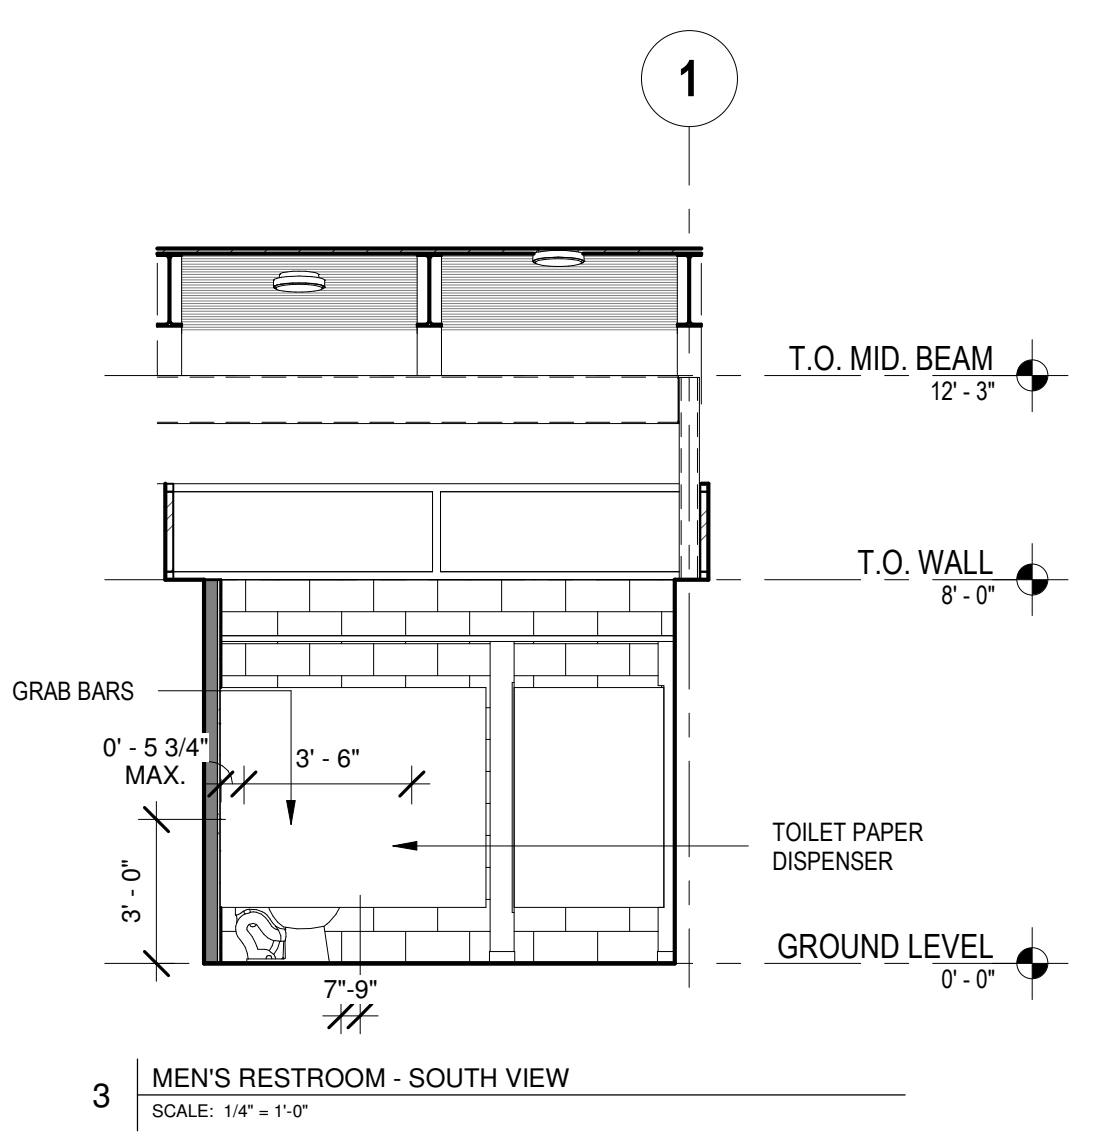 1
T.O. MID. BEAM
12' - 3"
T.O. WALL
8' - 0"
GRAB BARS
0' - 5 3/4"
MAX.
3' - 6"
TOILET PAPER
DISPENSER
3' - 0"
GROUND LEVEL
0' - 0"
7"-9"
3
MEN'S RESTROOM - SOUTH VIEW
SCALE: 1/4" = 1'-0"